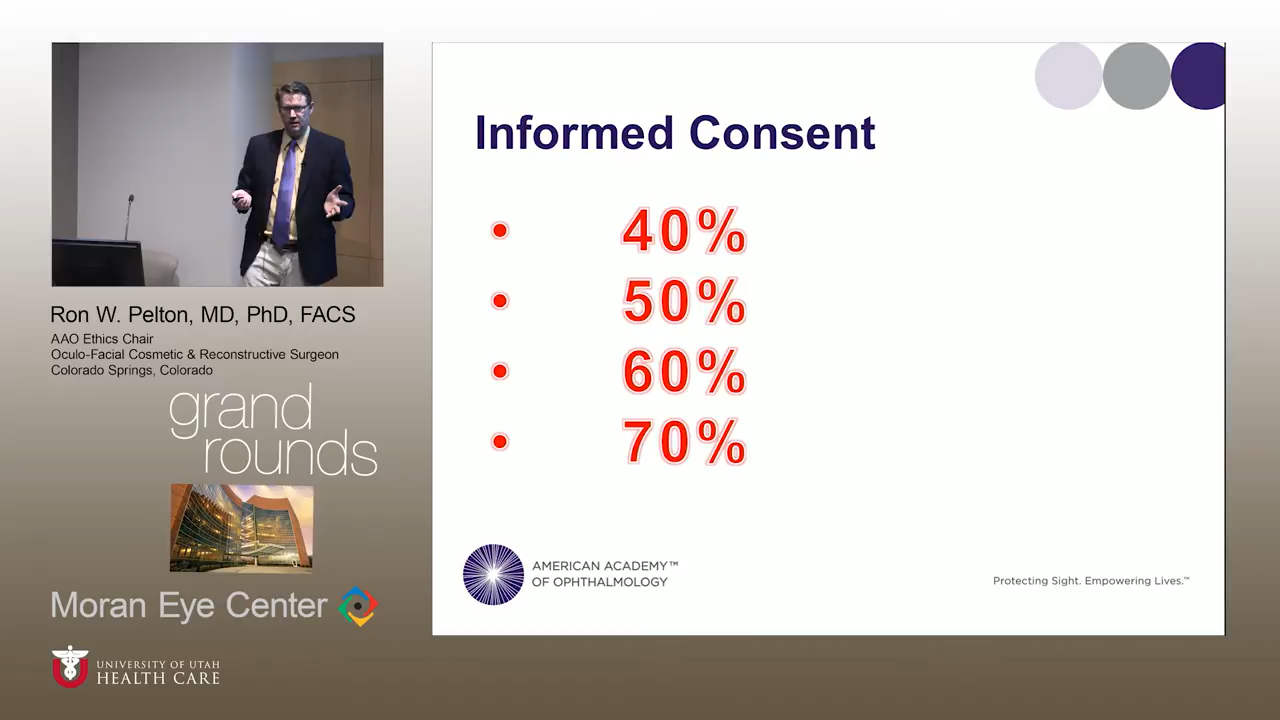 Informed Consent
• 40%
• 50%
• 60%
• 70%
AMERICAN ACADEMY™
OF OPHTHALMOLOGY
Protecting Sight. Empowering Lives.™
Ron W. Pelton, MD, PhD, FACS
AAO Ethics Chair
Oculo-Facial Cosmetic & Reconstructive Surgeon
Colorado Springs, Colorado
grand
rounds
Moran Eye Center
UNIVERSITY OF UTAH
HEALTH CARE